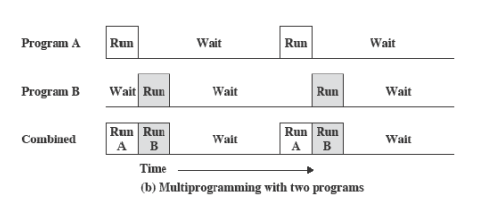 Program A Run Wait Run Wait
Program B Wait Run Wait Run Wait
Combined Run A Run B Wait Run A Run B Wait
Time
(b) Multiprogramming with two programs